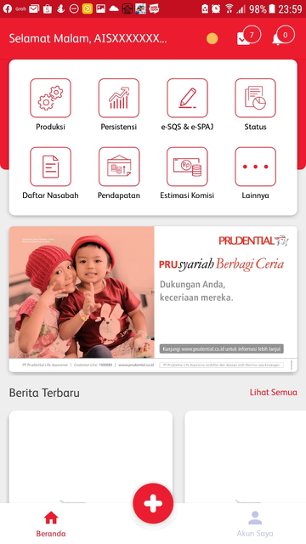 Grab
98%
23:59
Selamat Malam, AISXXXXXXX...
7
0
Produksi
Persistensi
e-SQS & e-SPAJ
Status
Daftar Nasabah
Pendapatan
Estimasi Komisi
Lainnya
PRUDENTIAL
PRUsyariah Berbagi Ceria
Dukungan Anda,
keceriaan mereka.
Kunjungi www.prudential.co.id untuk informasi lebih lanjut
Berita Terbaru
Lihat Semua
Beranda
Akun Saya